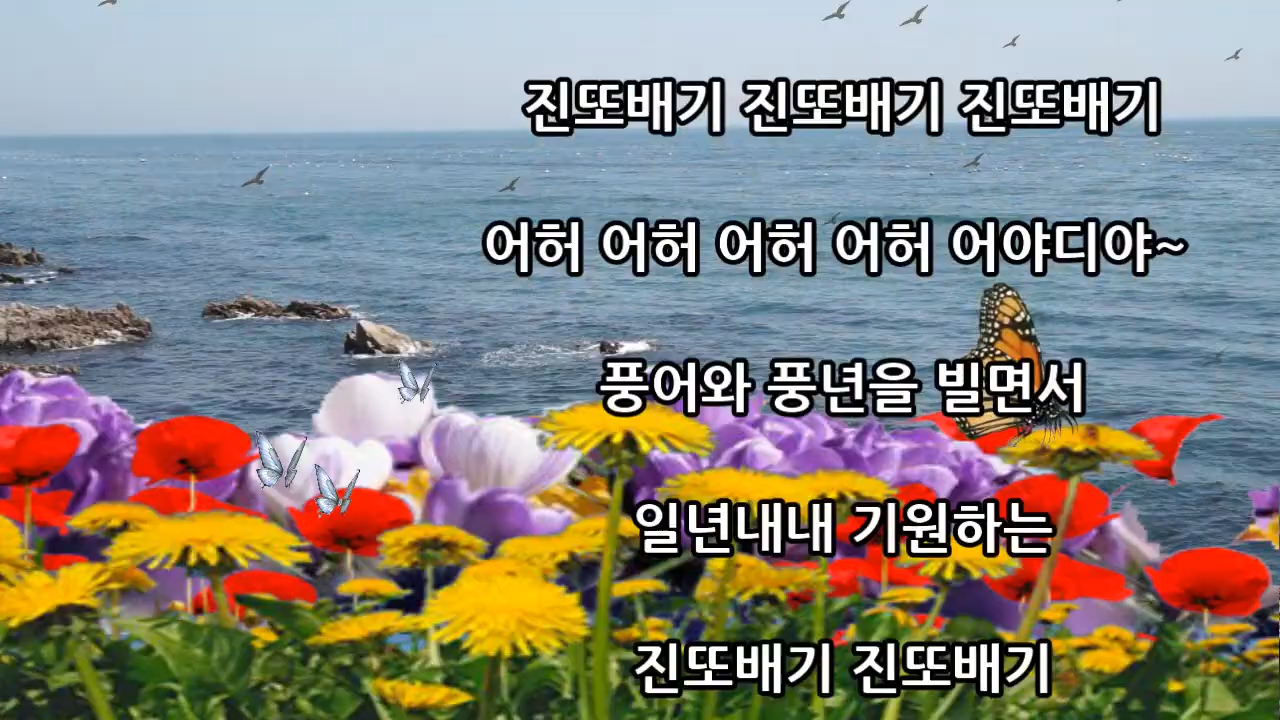 진또배기 진또배기 진또배기
어허 어허 어허 어허 어야디야~
풍어와 풍년을 빌면서
일년내내 기원하는
진또배기 진또배기